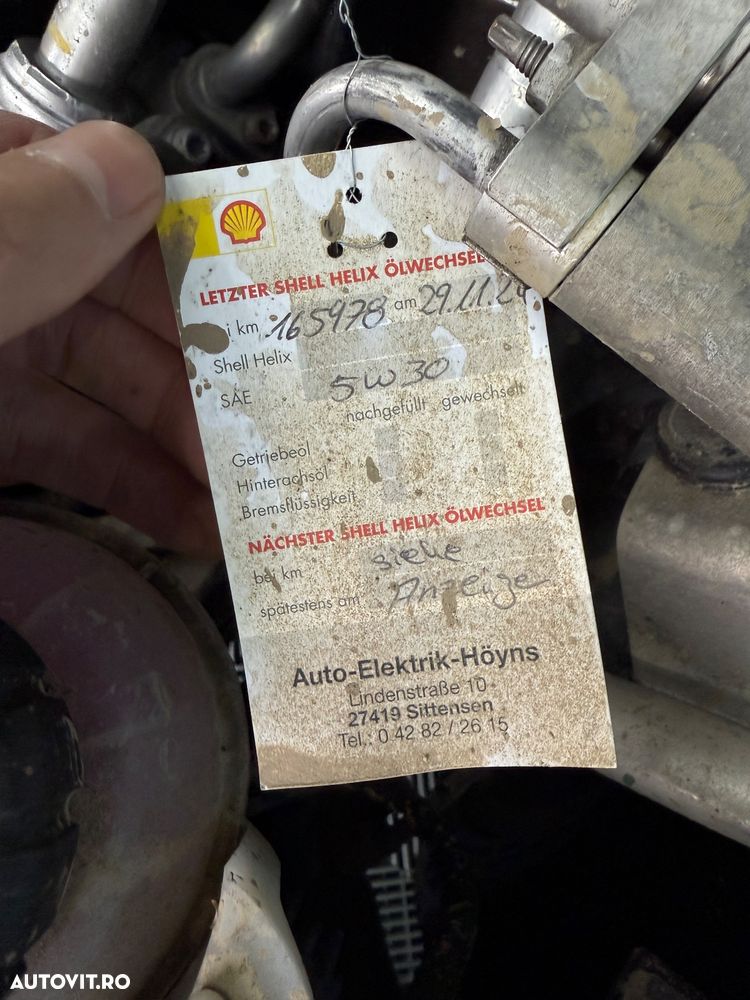 LETZTER SHELL HELIX ÖLWECHSEL
i km 165978 am 29.11.24
Shell Helix
SAE 5W30
nachgefüllt gewechselt
Getriebeöl
Hinterachsöl
Bremsflüssigkeit
NÄCHSTER SHELL HELIX ÖLWECHSEL
bei km siehe
spätestens am Anzeige
Auto-Elektrik-Höyns
Lindenstraße 10
27419 Sittensen
Tel.: 0 42 82 / 26 15
AUTOVIT.RO